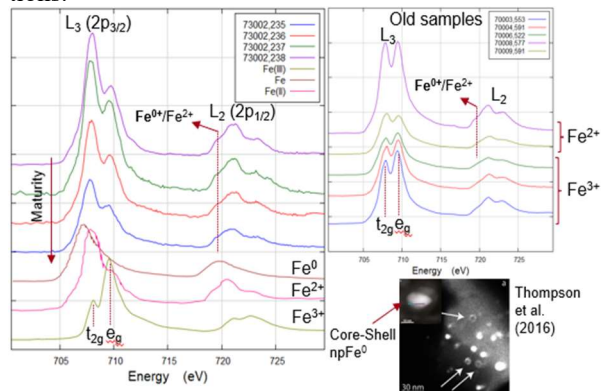 L₃ (2p₃/₂)
73002,235
73002,236
73002,237
73002,238
Fe(III)
Fe
Fe(II)
Fe⁰⁺/Fe²⁺
L₂ (2p₁/₂)
Maturity
Fe⁰
Fe²⁺
Fe³⁺
t₂g
eg
705
710
715
720
725
Energy (eV)
Old samples
70003,553
70004,591
70006,522
70008,577
70009,591
L₃
Fe⁰⁺/Fe²⁺
L₂
Fe²⁺
Fe³⁺
t₂g
eg
705
710
715
720
725
Energy (eV)
Core-Shell
npFe⁰
a
30 nm
Thompson
et al.
(2016)